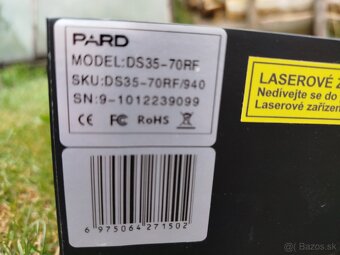 PARD
MODEL:DS35-70RF
SKU:DS35-70RF/940
SN:9-1012239099
CE FC RoHS
6 975064 271502
LASEROVÉ
Nedívejte se do
Laserové zařízen
Bazos.sk